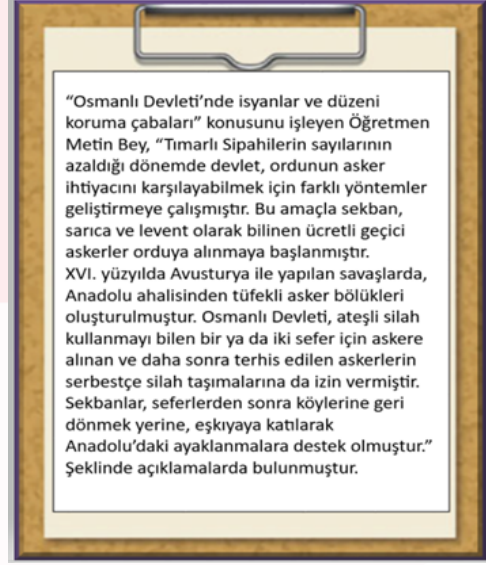 “Osmanlı Devleti’nde isyanlar ve düzeni
koruma çabaları” konusunu işleyen Öğretmen
Metin Bey, “Tımarlı Sipahilerin sayılarının
azaldığı dönemde devlet, ordunun asker
ihtiyacını karşılayabilmek için farklı yöntemler
geliştirmeye çalışmıştır. Bu amaçla sekban,
sarıca ve levent olarak bilinen ücretli geçici
askerler orduya alınmaya başlanmıştır.
XVI. yüzyılda Avusturya ile yapılan savaşlarda,
Anadolu ahalisinden tüfekli asker bölükleri
oluşturulmuştur. Osmanlı Devleti, ateşli silah
kullanmayı bilen bir ya da iki sefer için askere
alınan ve daha sonra terhis edilen askerlerin
serbestçe silah taşımalarına da izin vermiştir.
Sekbanlar, seferlerden sonra köylerine geri
dönmek yerine, eşkıyaya katılarak
Anadolu’daki ayaklanmalara destek olmuştur.”
Şeklinde açıklamalarda bulunmuştur.